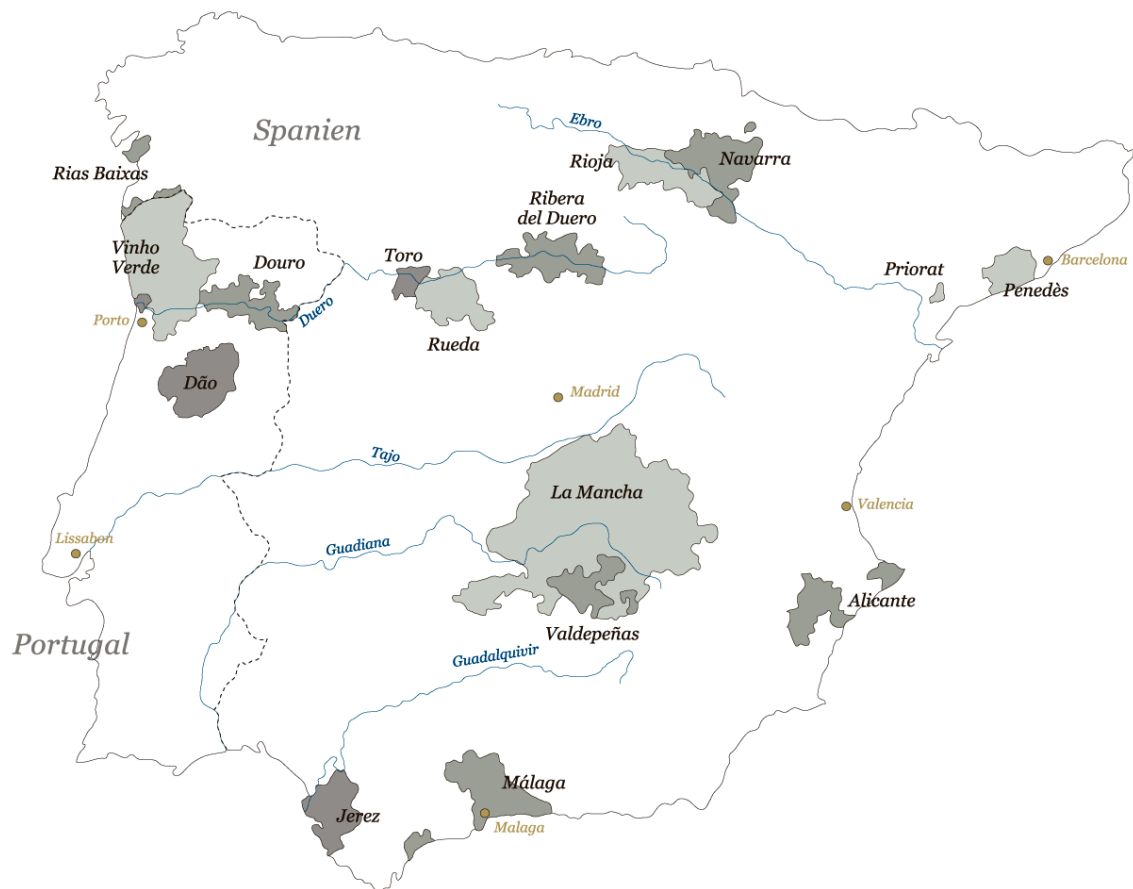 Ebro
Spanien
Rioja
Navarra
Rias Baixas
Ribera
del Duero
Vinho
Verde
Douro
Toro
Priorat
Barcelona
Penedès
Duero
Porto
Rueda
Dão
Madrid
Tajo
La Mancha
Valencia
Lissabon
Guadiana
Alicante
Valdepeñas
Portugal
Guadalquivir
Málaga
Jerez
Malaga